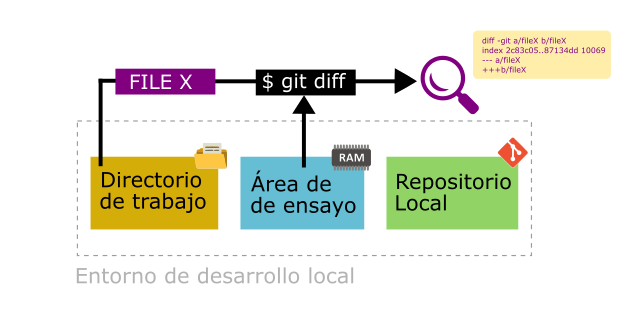 diff -git a/fileX b/fileX
index 2c83c05..87134dd 10069
--- a/fileX
+++b/fileX
FILE X
$ git diff
RAM
Directorio
de trabajo
Área de
de ensayo
Repositorio
Local
Entorno de desarrollo local